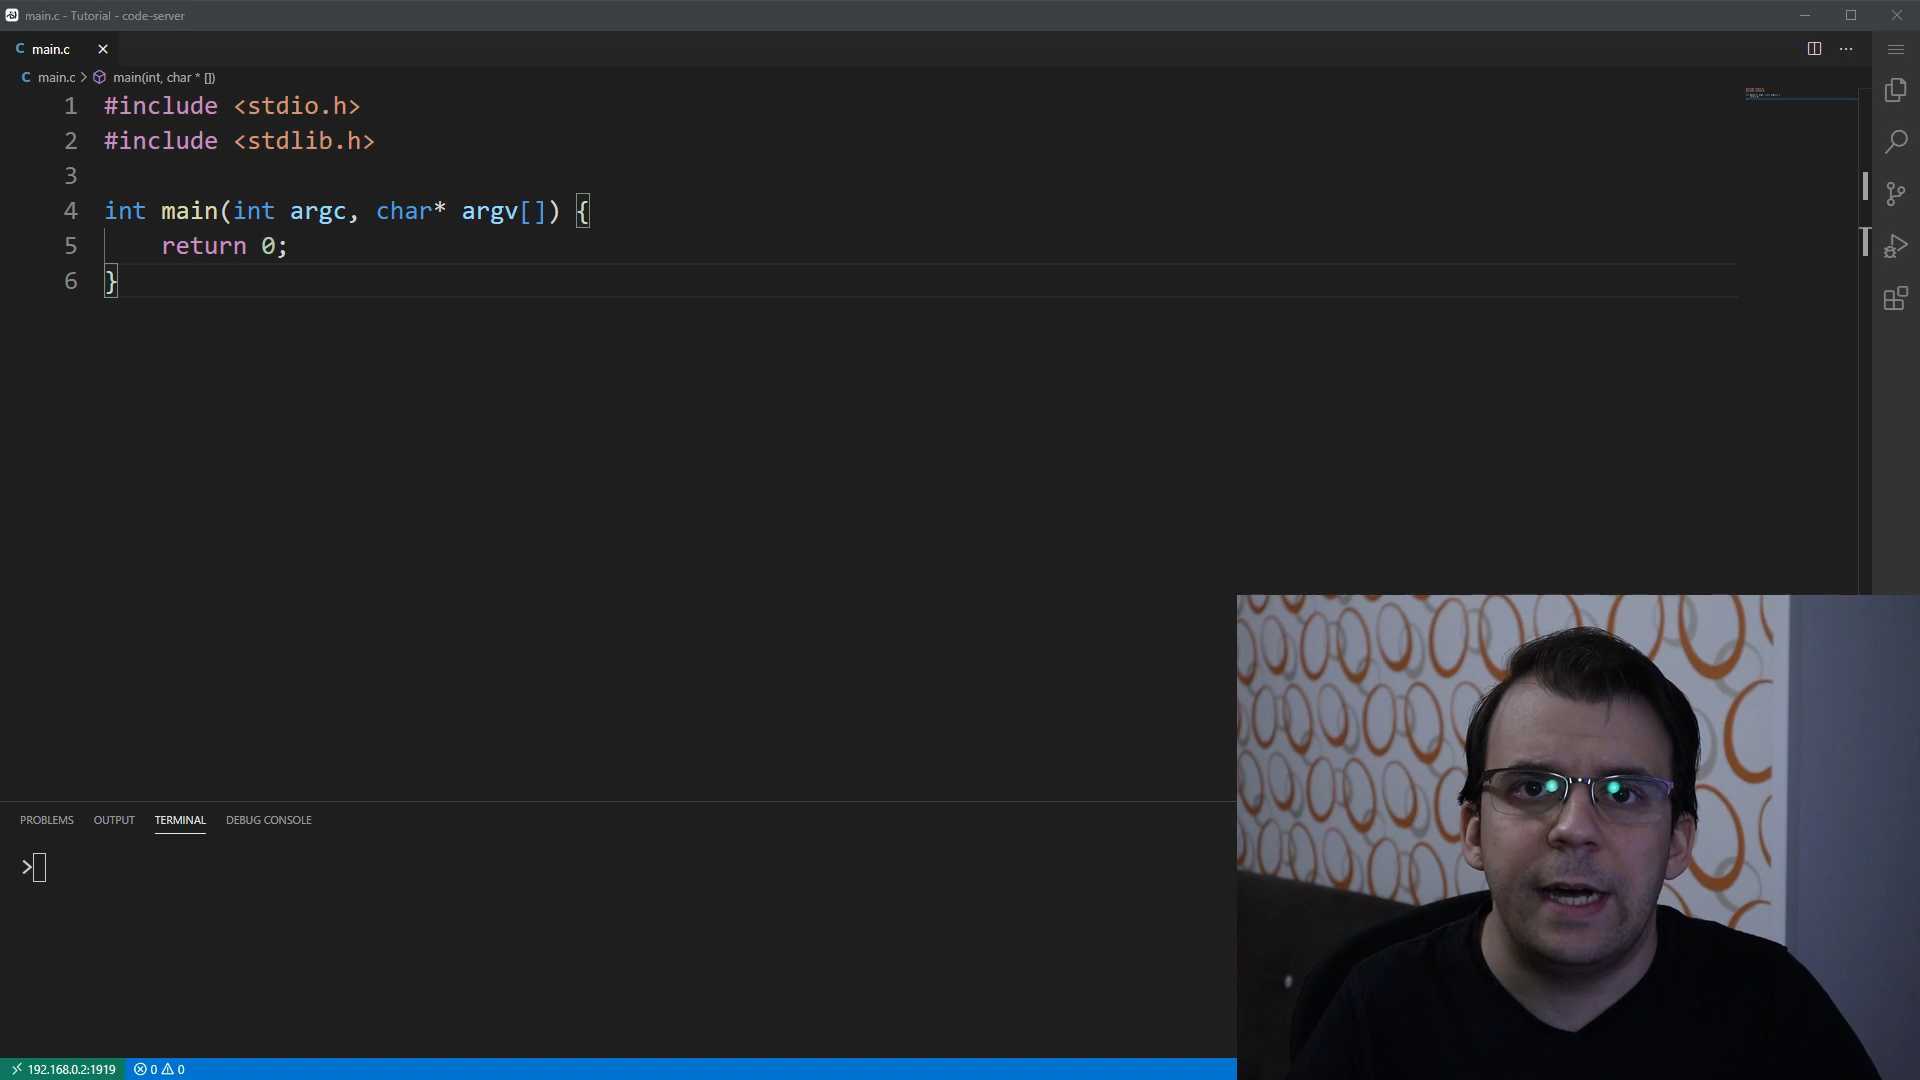 main.c - Tutorial - code-server
C main.c
C main.c > main(int, char * [])
1 #include <stdio.h>
2 #include <stdlib.h>
3
4 int main(int argc, char* argv[]) {
5 return 0;
6 }
PROBLEMS OUTPUT TERMINAL DEBUG CONSOLE
>
192.168.0.2:1919 0 0